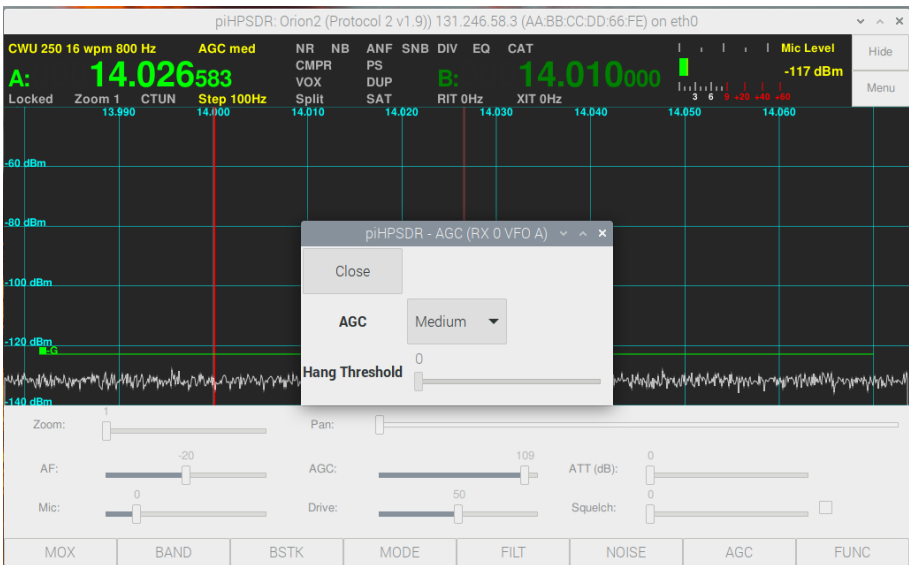 piHPSDR: Orion2 (Protocol 2 v1.9)) 131.246.58.3 (AA:BB:CC:DD:66:FE) on eth0
CWU 250 16 wpm 800 Hz AGC med NR NB ANF SNB DIV EQ CAT Mic Level Hide
CMPR PS
A: 14.026583 VOX DUP B: 14.010000 -117 dBm Menu
Locked Zoom 1 CTUN Step 100Hz Split SAT RIT 0Hz XIT 0Hz 3 6 9 +20 +40 +60
13.990 14.000 14.010 14.020 14.030 14.040 14.050 14.060
-60 dBm
-80 dBm
piHPSDR - AGC (RX 0 VFO A)
Close
-100 dBm
AGC Medium
-120 dBm
-G
0
Hang Threshold
-140 dBm
1
Zoom: Pan:
-20 109 0
AF: AGC: ATT (dB):
0 50 0
Mic: Drive: Squelch:
MOX BAND BSTK MODE FILT NOISE AGC FUNC